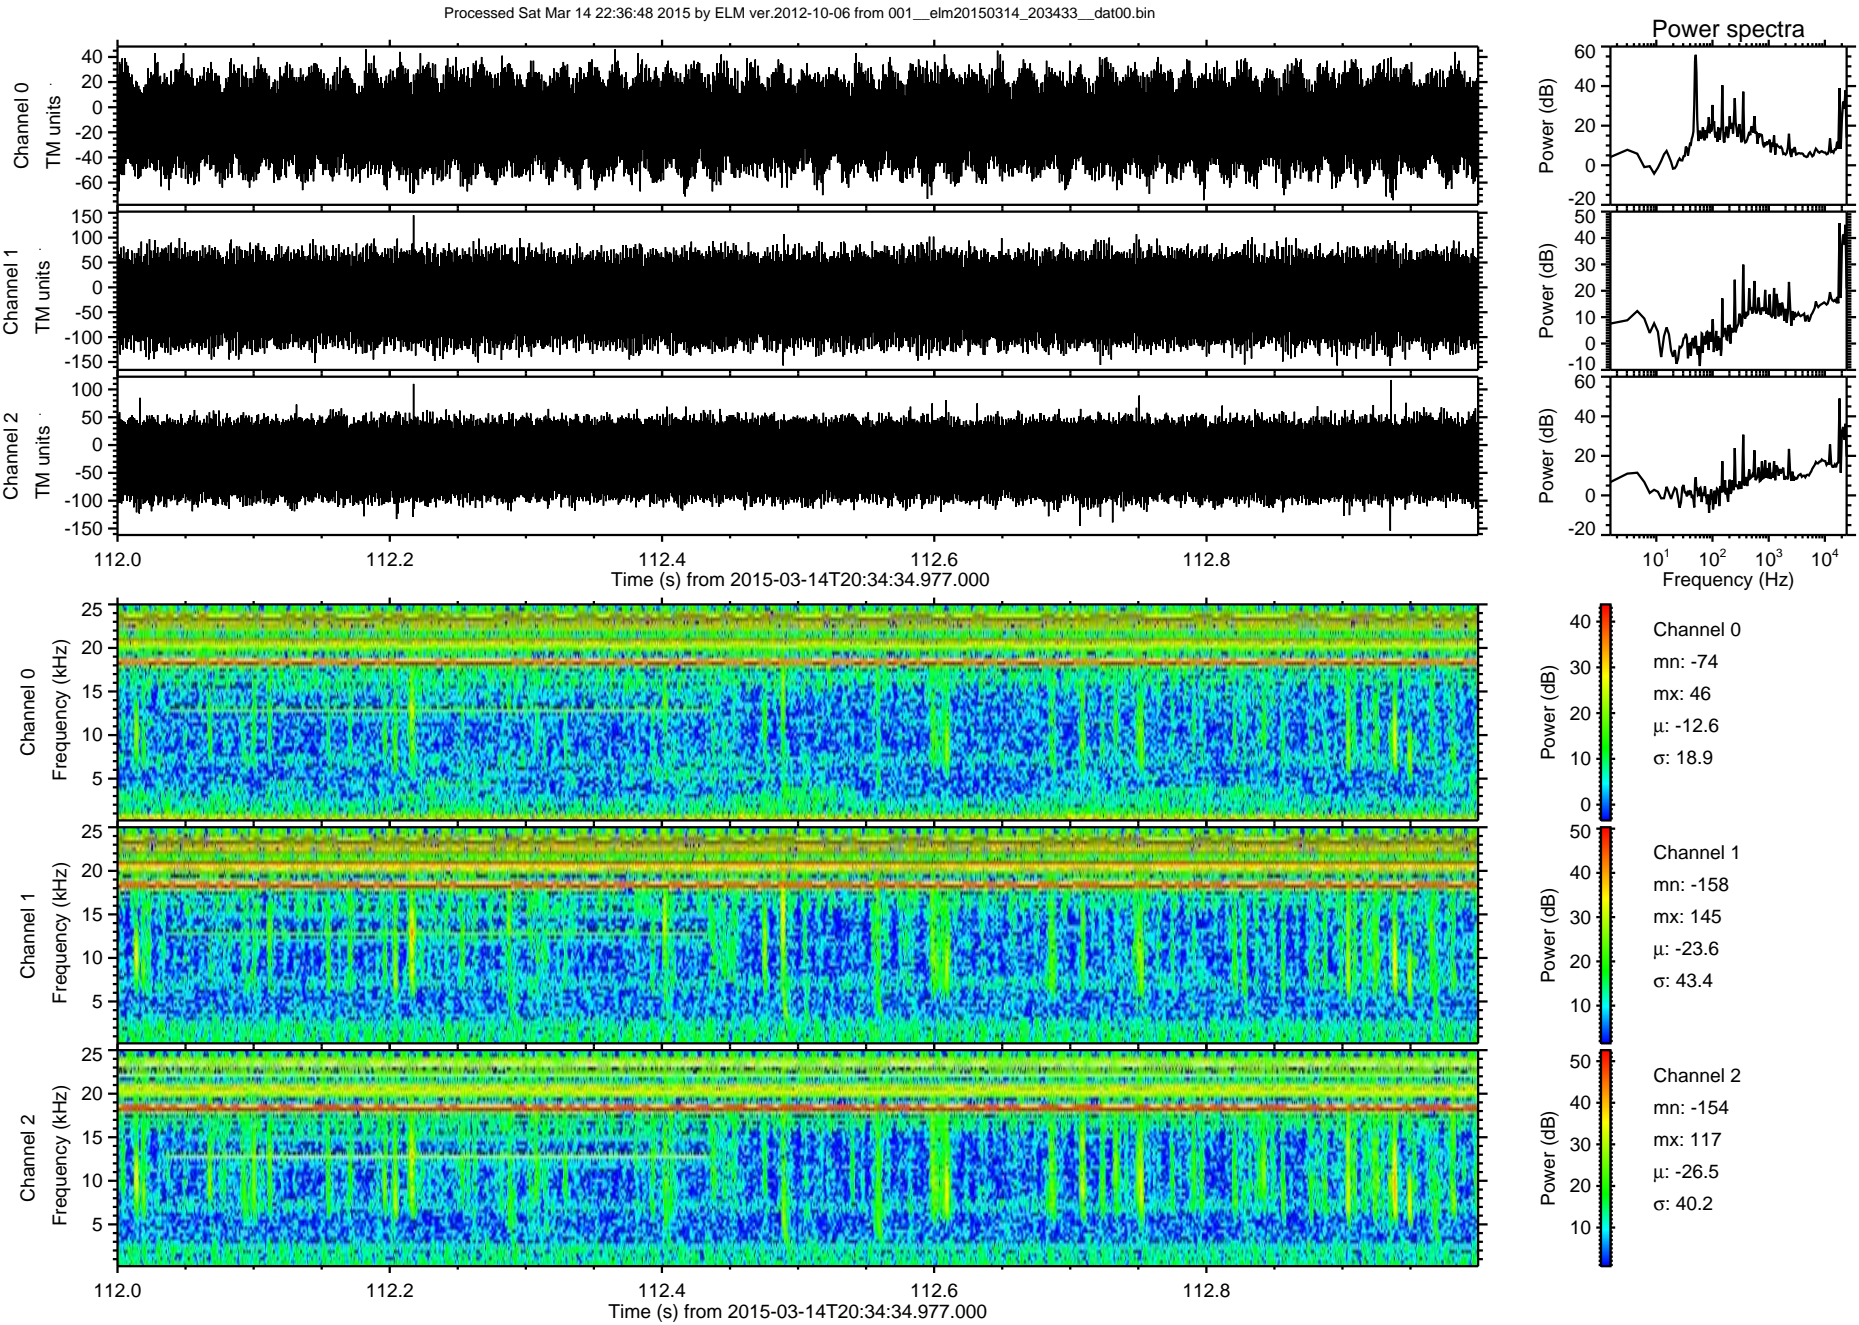 Processed Sat Mar 14 22:36:48 2015 by ELM ver.2012-10-06 from 001__elm20150314_203433__dat00.bin
Power spectra
Channel 0
TM units
40
20
0
-20
-40
-60
Power (dB)
60
40
20
0
-20
Channel 1
TM units
150
100
50
0
-50
-100
-150
Power (dB)
50
40
30
20
10
0
-10
Channel 2
TM units
100
50
0
-50
-100
-150
Power (dB)
60
40
20
0
-20
112.0 112.2 112.4 112.6 112.8
Time (s) from 2015-03-14T20:34:34.977.000
10¹ 10² 10³ 10⁴
Frequency (Hz)
Channel 0
Frequency (kHz)
25
20
15
10
5
Power (dB)
40
30
20
10
0
Channel 0
mn: -74
mx: 46
μ: -12.6
σ: 18.9
Channel 1
Frequency (kHz)
25
20
15
10
5
Power (dB)
50
40
30
20
10
Channel 1
mn: -158
mx: 145
μ: -23.6
σ: 43.4
Channel 2
Frequency (kHz)
25
20
15
10
5
Power (dB)
50
40
30
20
10
Channel 2
mn: -154
mx: 117
μ: -26.5
σ: 40.2
112.0 112.2 112.4 112.6 112.8
Time (s) from 2015-03-14T20:34:34.977.000